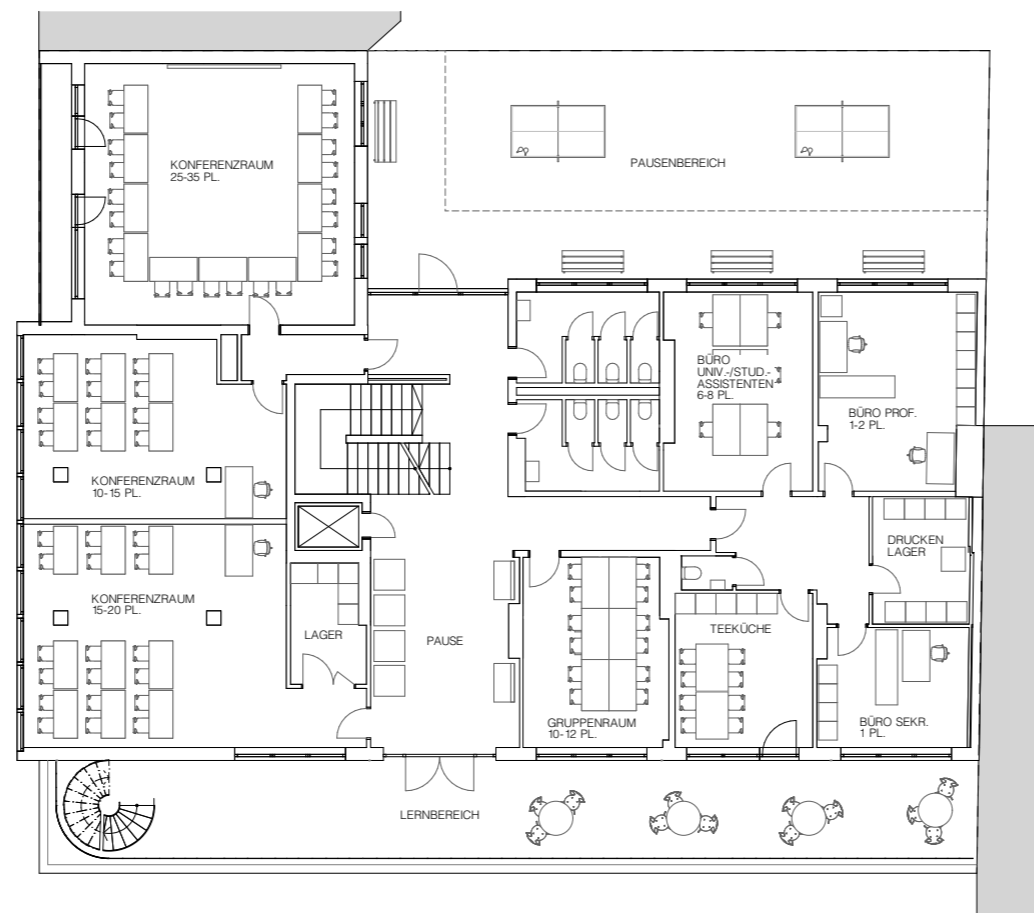 KONFERENZRAUM
25-35 PL.
PAUSENBEREICH
BÜRO
UNIV.-/STUD.-
ASSISTENTEN
6-8 PL.
BÜRO PROF.
1-2 PL.
KONFERENZRAUM
10-15 PL.
DRUCKEN
LAGER
KONFERENZRAUM
15-20 PL.
LAGER
PAUSE
TEEKÜCHE
GRUPPENRAUM
10-12 PL.
BÜRO SEKR.
1 PL.
LERNBEREICH